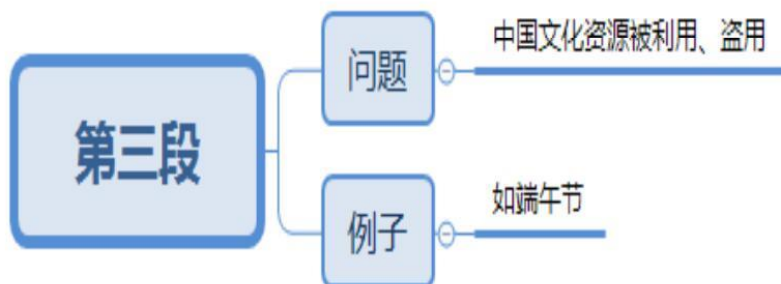 第三段
问题
中国文化资源被利用、盗用
例子
如端午节